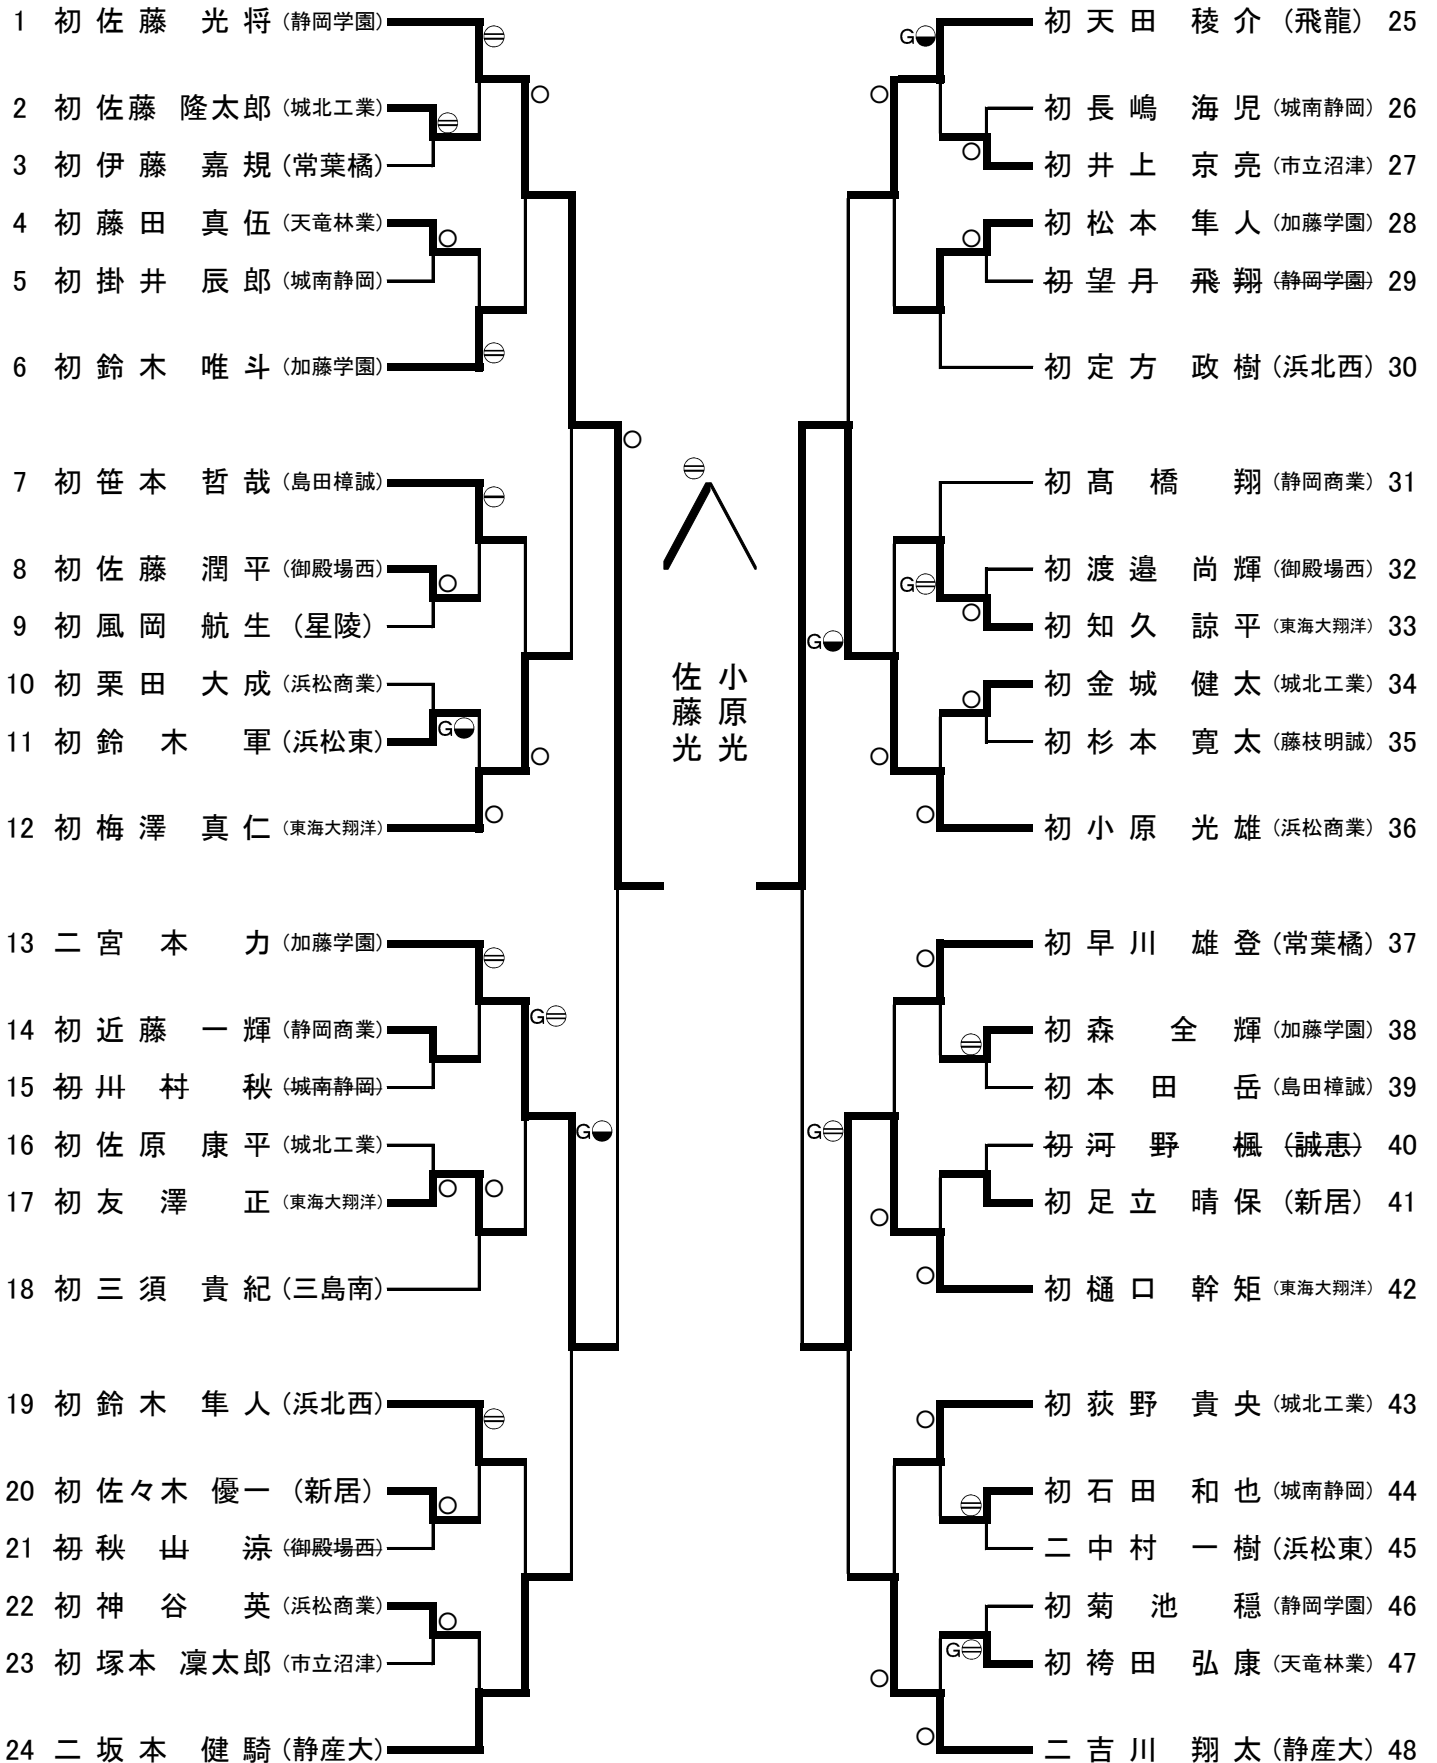 1 初 佐 藤 光 将 (静岡学園)
2 初 佐藤 隆太郎 (城北工業)
3 初 伊 藤 嘉 規 (常葉橘)
4 初 藤 田 真 伍 (天竜林業)
5 初 掛 井 辰 郎 (城南静岡)
6 初 鈴 木 唯 斗 (加藤学園)
7 初 笹 本 哲 哉 (島田樟誠)
8 初 佐 藤 潤 平 (御殿場西)
9 初 風 岡 航 生 (星陵)
10 初 栗 田 大 成 (浜松商業)
11 初 鈴 木 軍 (浜松東)
G
12 初 梅 澤 真 仁 (東海大翔洋)
13 二 宮 本 力 (加藤学園)
G
14 初 近 藤 一 輝 (静岡商業)
15 初 川 村 秋 (城南静岡)
G
16 初 佐 原 康 平 (城北工業)
17 初 友 澤 正 (東海大翔洋)
18 初 三 須 貴 紀 (三島南)
19 初 鈴 木 隼 人 (浜北西)
20 初 佐々木 優一 (新居)
21 初 秋 山 涼 (御殿場西)
22 初 神 谷 英 (浜松商業)
23 初 塚本 凜太郎 (市立沼津)
24 二 坂 本 健 騎 (静産大)
佐藤光
小原光
初 天 田 稜 介 (飛龍) 25
G
初 長 嶋 海 児 (城南静岡) 26
初 井 上 京 亮 (市立沼津) 27
初 松 本 隼 人 (加藤学園) 28
初 望 月 飛 翔 (静岡学園) 29
初 定 方 政 樹 (浜北西) 30
初 髙 橋 翔 (静岡商業) 31
初 渡 邉 尚 輝 (御殿場西) 32
G
初 知 久 諒 平 (東海大翔洋) 33
G
初 金 城 健 太 (城北工業) 34
初 杉 本 寛 太 (藤枝明誠) 35
初 小 原 光 雄 (浜松商業) 36
初 早 川 雄 登 (常葉橘) 37
初 森 全 輝 (加藤学園) 38
初 本 田 岳 (島田樟誠) 39
G
初 河 野 楓 (誠恵) 40
初 足 立 晴 保 (新居) 41
初 樋 口 幹 矩 (東海大翔洋) 42
初 荻 野 貴 央 (城北工業) 43
初 石 田 和 也 (城南静岡) 44
二 中 村 一 樹 (浜松東) 45
初 菊 池 穏 (静岡学園) 46
G
初 袴 田 弘 康 (天竜林業) 47
二 吉 川 翔 太 (静産大) 48